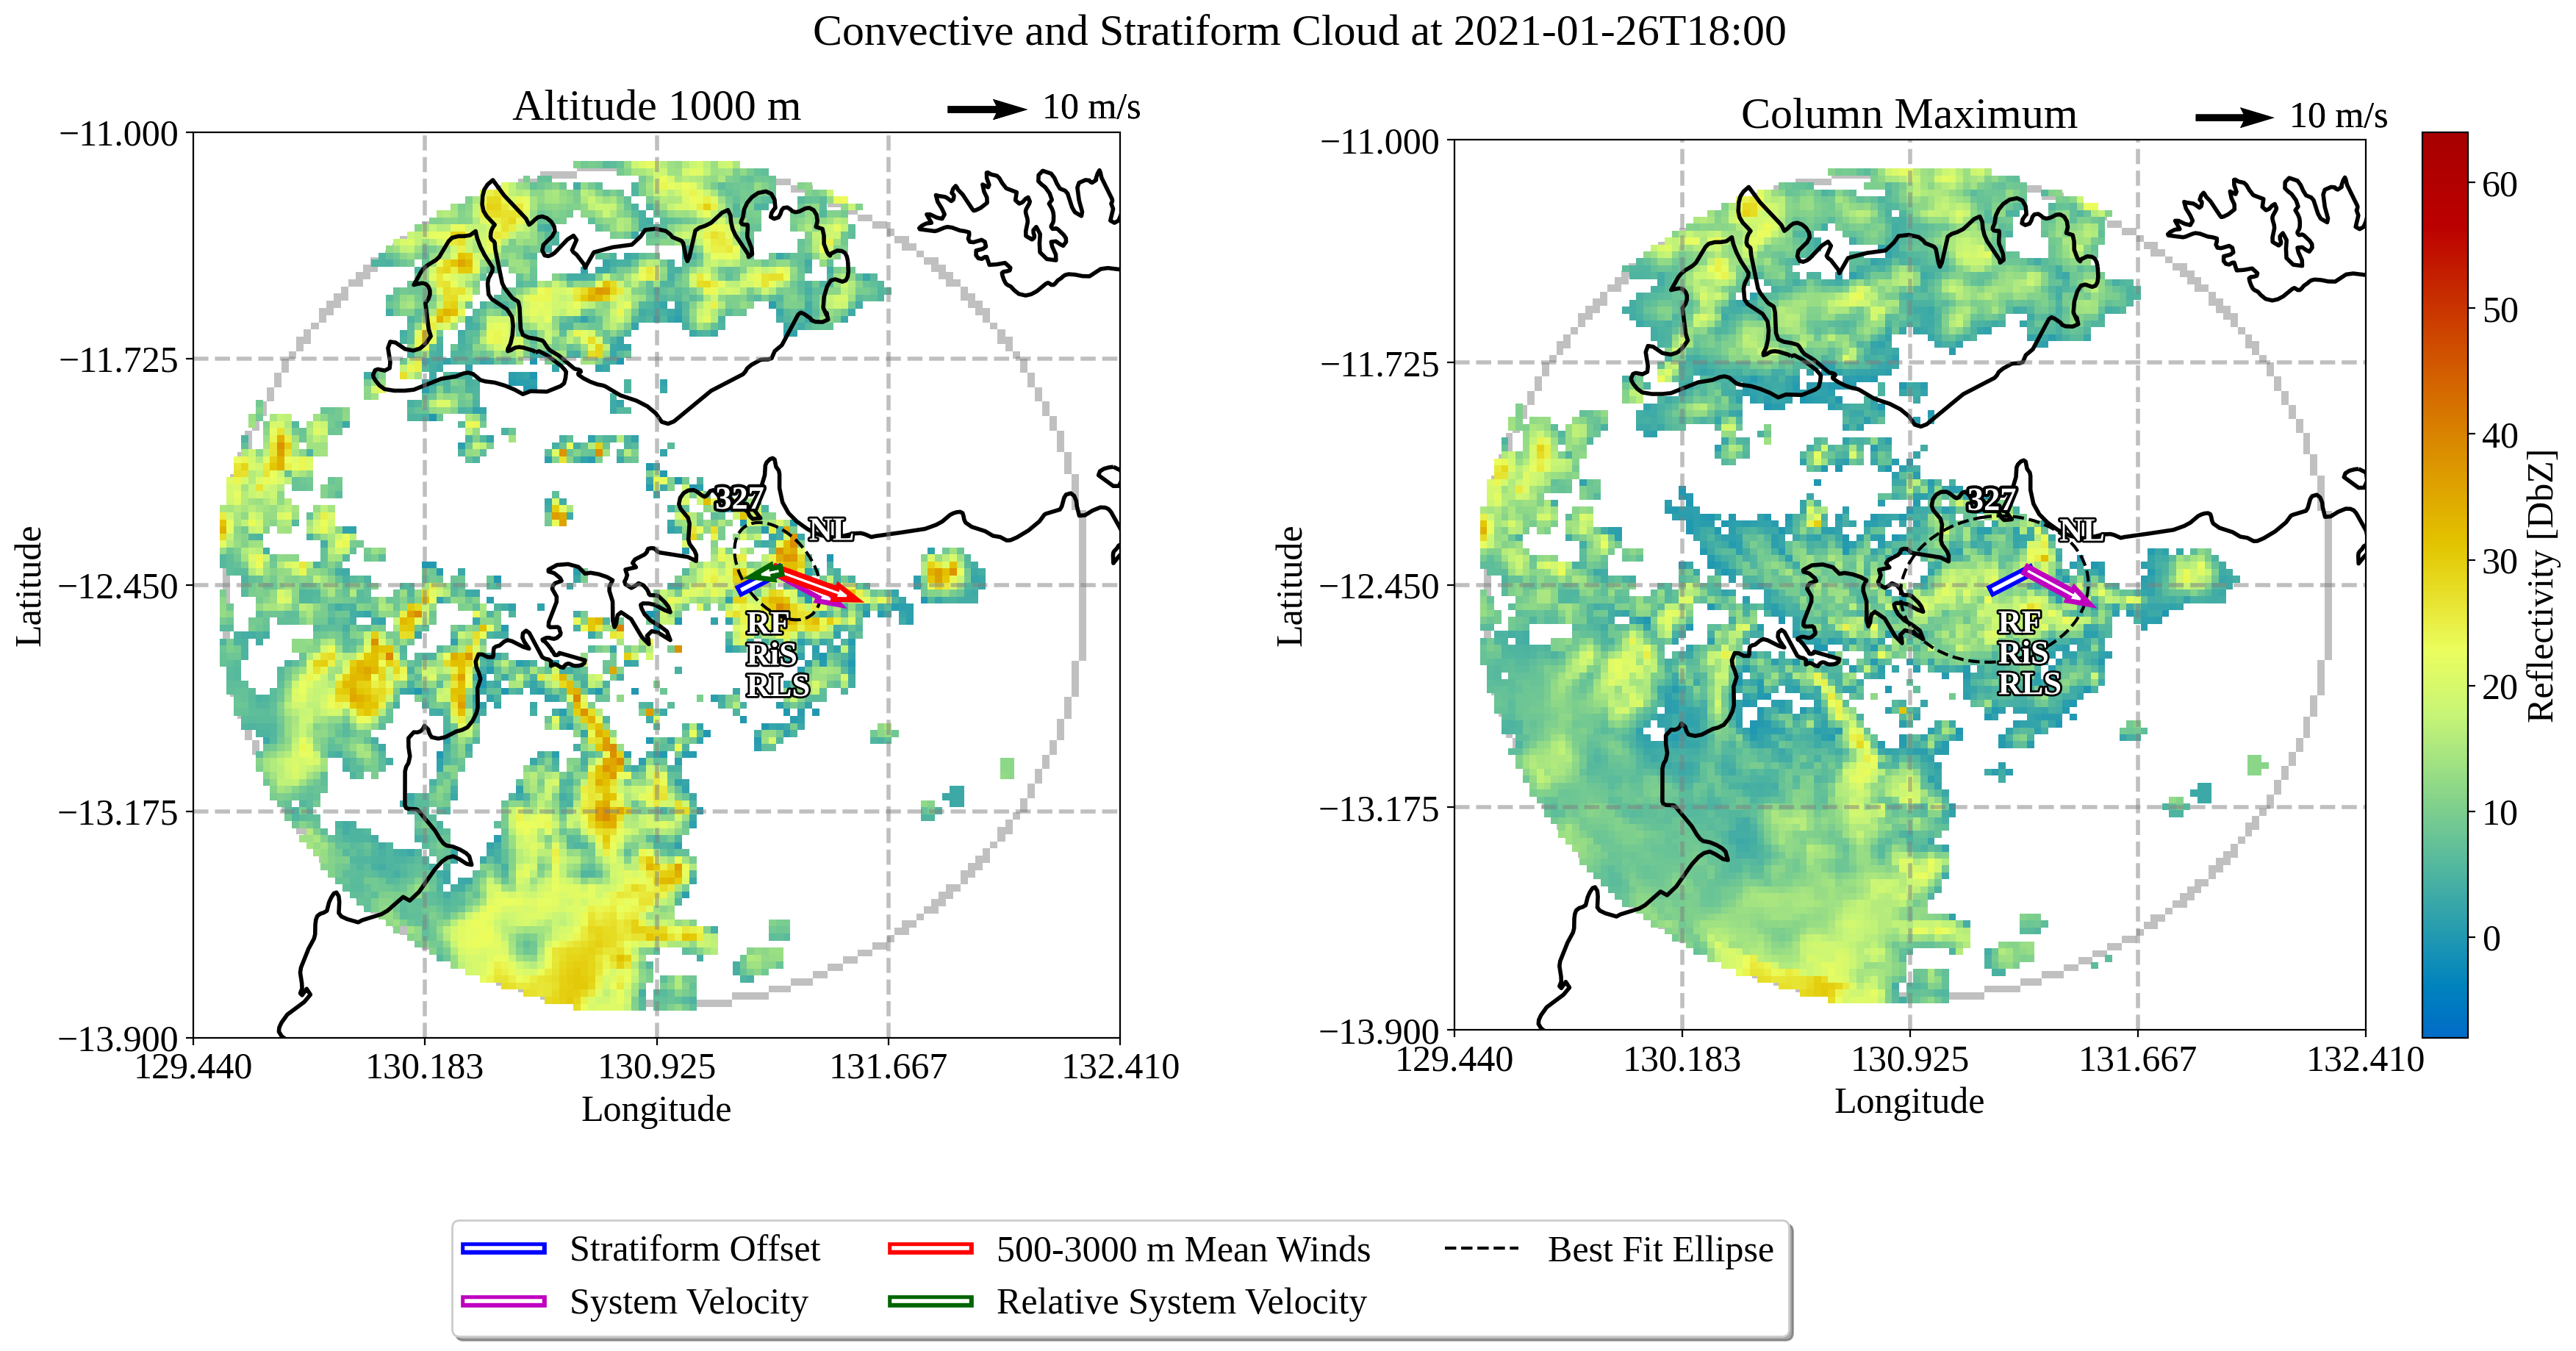 Convective and Stratiform Cloud at 2021-01-26T18:00
Altitude 1000 m
10 m/s
−11.000
−11.725
−12.450
−13.175
−13.900
Latitude
129.440
130.183
130.925
131.667
132.410
Longitude
327
NL
RF
RiS
RLS
Column Maximum
10 m/s
−11.000
−11.725
−12.450
−13.175
−13.900
Latitude
129.440
130.183
130.925
131.667
132.410
Longitude
327
NL
RF
RiS
RLS
60
50
40
30
20
10
0
Reflectivity [DbZ]
Stratiform Offset
System Velocity
500-3000 m Mean Winds
Relative System Velocity
Best Fit Ellipse